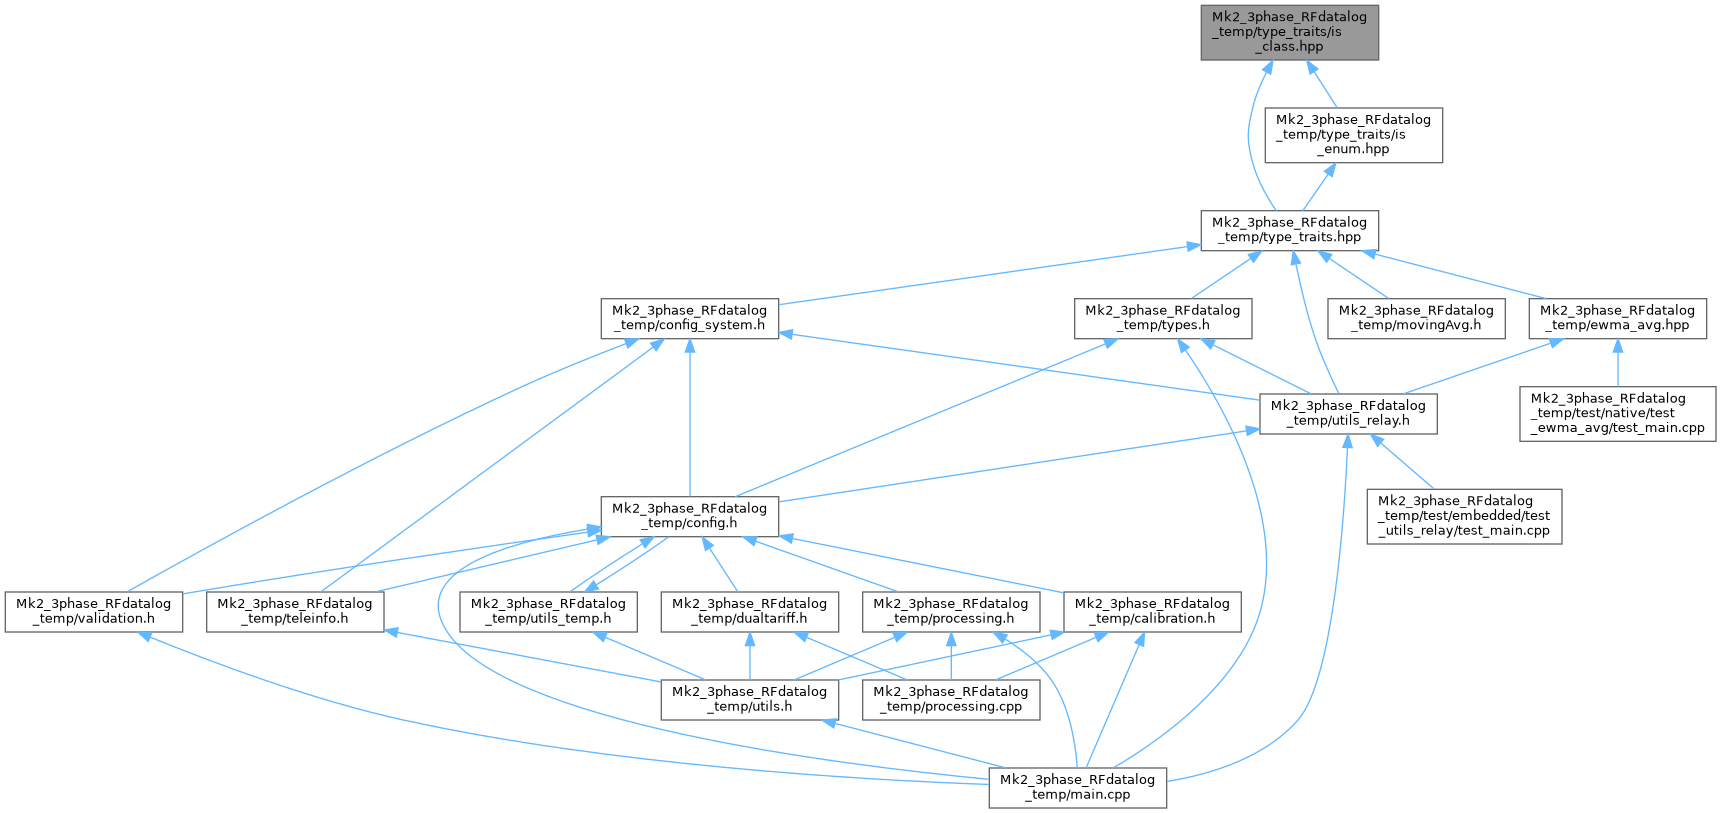 Mk2_3phase_RFdatalog
_temp/type_traits/is
_class.hpp
Mk2_3phase_RFdatalog
_temp/type_traits/is
_enum.hpp
Mk2_3phase_RFdatalog
_temp/type_traits.hpp
Mk2_3phase_RFdatalog
_temp/config_system.h
Mk2_3phase_RFdatalog
_temp/types.h
Mk2_3phase_RFdatalog
_temp/movingAvg.h
Mk2_3phase_RFdatalog
_temp/ewma_avg.hpp
Mk2_3phase_RFdatalog
_temp/utils_relay.h
Mk2_3phase_RFdatalog
_temp/test/native/test
_ewma_avg/test_main.cpp
Mk2_3phase_RFdatalog
_temp/config.h
Mk2_3phase_RFdatalog
_temp/test/embedded/test
_utils_relay/test_main.cpp
Mk2_3phase_RFdatalog
_temp/validation.h
Mk2_3phase_RFdatalog
_temp/teleinfo.h
Mk2_3phase_RFdatalog
_temp/utils_temp.h
Mk2_3phase_RFdatalog
_temp/dualtariff.h
Mk2_3phase_RFdatalog
_temp/processing.h
Mk2_3phase_RFdatalog
_temp/calibration.h
Mk2_3phase_RFdatalog
_temp/utils.h
Mk2_3phase_RFdatalog
_temp/processing.cpp
Mk2_3phase_RFdatalog
_temp/main.cpp